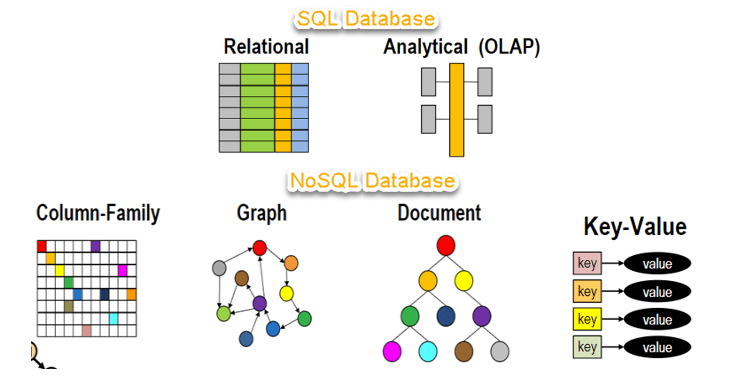 SQL Database
Relational
Analytical (OLAP)
NoSQL Database
Column-Family
Graph
Document
Key-Value
key value
key value
key value
key value